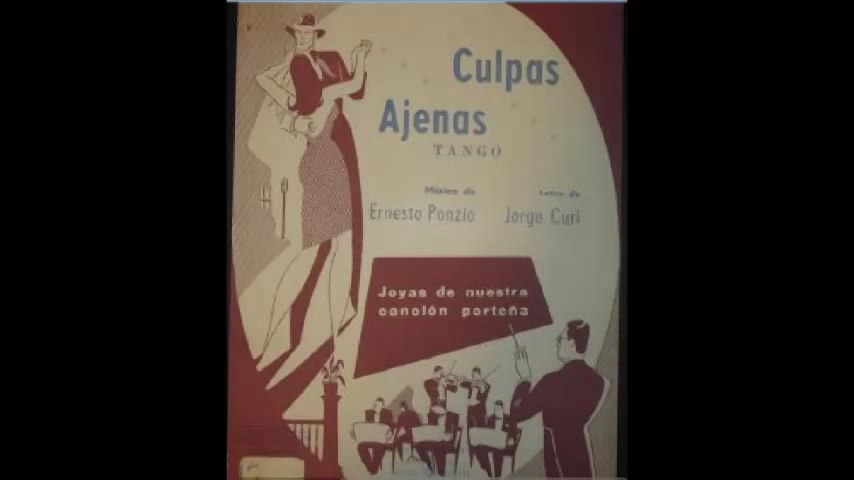 Culpas
Ajenas
TANGO
Música de
Letra de
Ernesto Ponzio
Jorge Curi
Joyas de nuestra
canción porteña